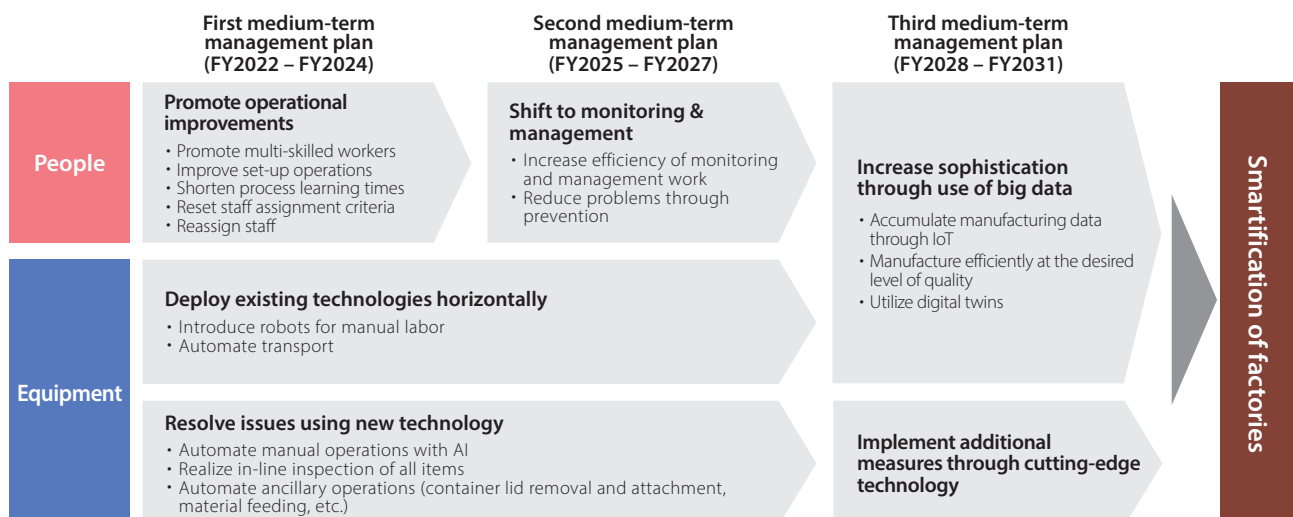 First medium-term
management plan
(FY2022 – FY2024)
Second medium-term
management plan
(FY2025 – FY2027)
Third medium-term
management plan
(FY2028 – FY2031)
People
Promote operational
improvements
・Promote multi-skilled workers
・Improve set-up operations
・Shorten process learning times
・Reset staff assignment criteria
・Reassign staff
Shift to monitoring &
management
・Increase efficiency of monitoring
and management work
・Reduce problems through
prevention
Increase sophistication
through use of big data
・Accumulate manufacturing data
through IoT
・Manufacture efficiently at the desired
level of quality
・Utilize digital twins
Equipment
Deploy existing technologies horizontally
・Introduce robots for manual labor
・Automate transport
Resolve issues using new technology
・Automate manual operations with AI
・Realize in-line inspection of all items
・Automate ancillary operations (container lid removal and attachment,
material feeding, etc.)
Implement additional
measures through cutting-edge
technology
Smartification of factories